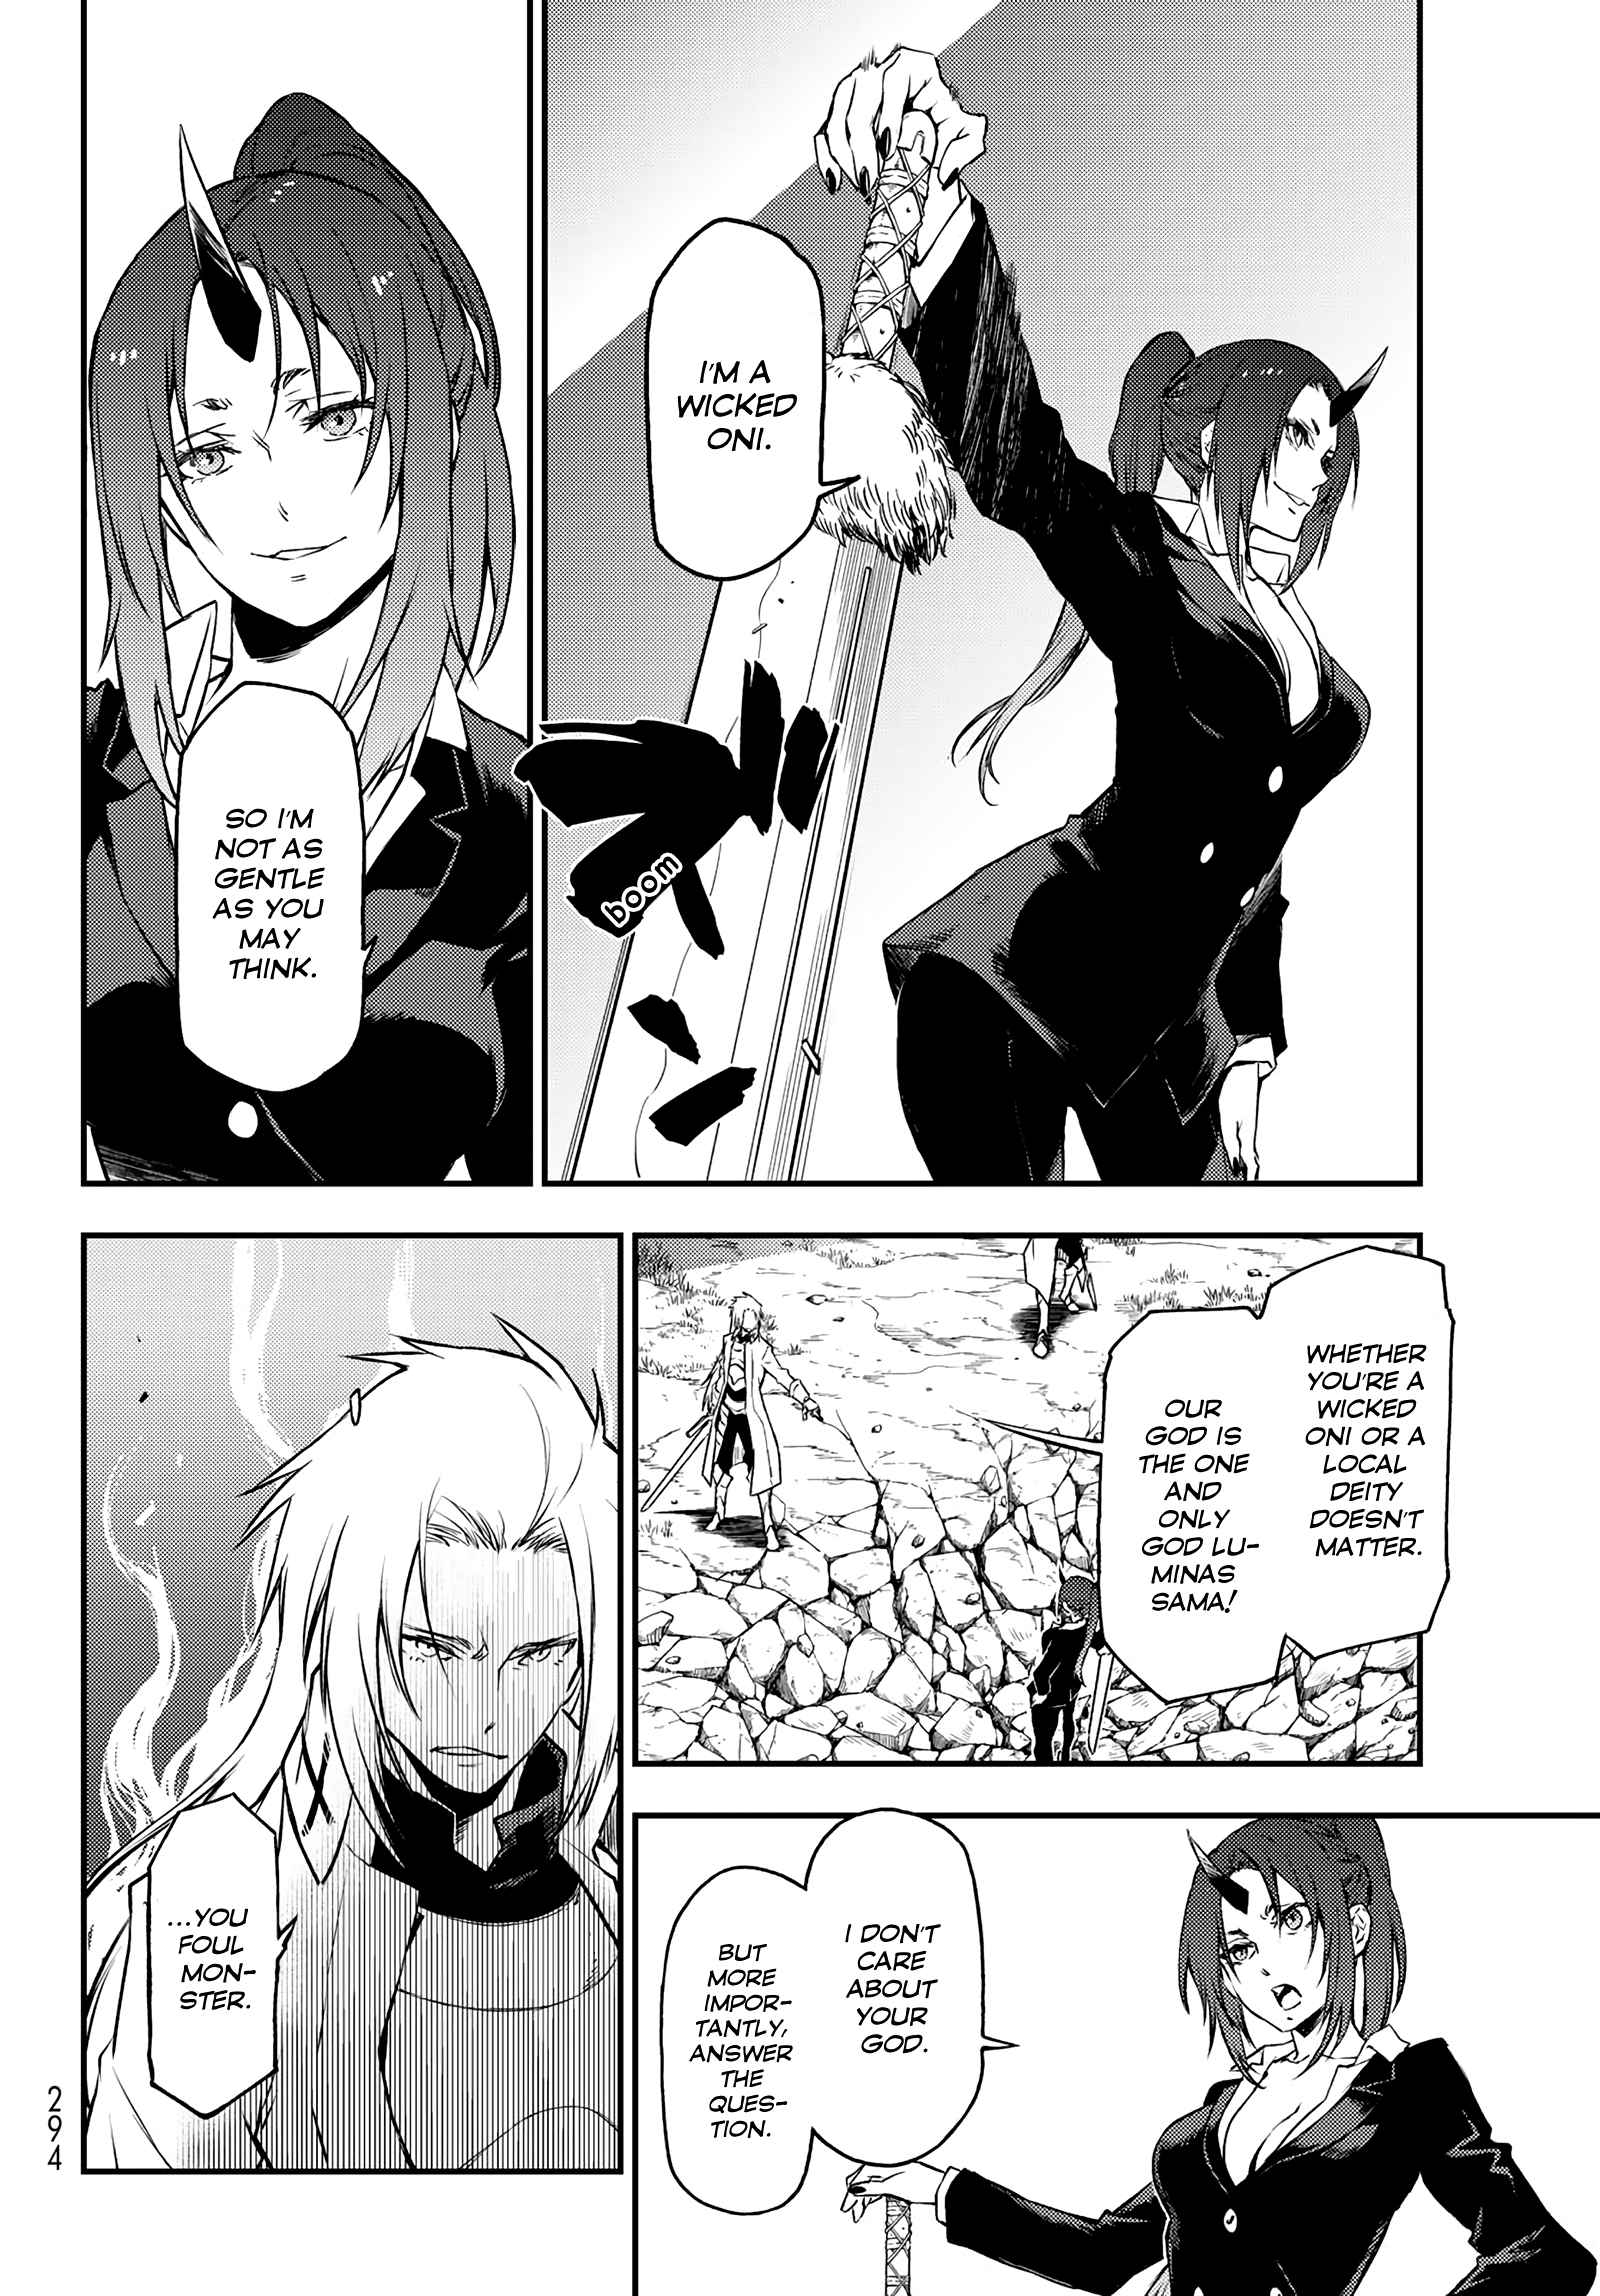 I'M A
WICKED
ONI.
boom
SO I'M
NOT AS
GENTLE
AS YOU
MAY
THINK.
WHETHER
YOU'RE A
WICKED
ONI OR A
LOCAL
DEITY
DOESN'T
MATTER.
OUR
GOD IS
THE ONE
AND
ONLY
GOD LU-
MINAS
SAMA!
I DON'T
CARE
ABOUT
YOUR
GOD.
BUT
MORE
IMPOR-
TANTLY,
ANSWER
THE
QUES-
TION.
...YOU
FOUL
MON-
STER.
294